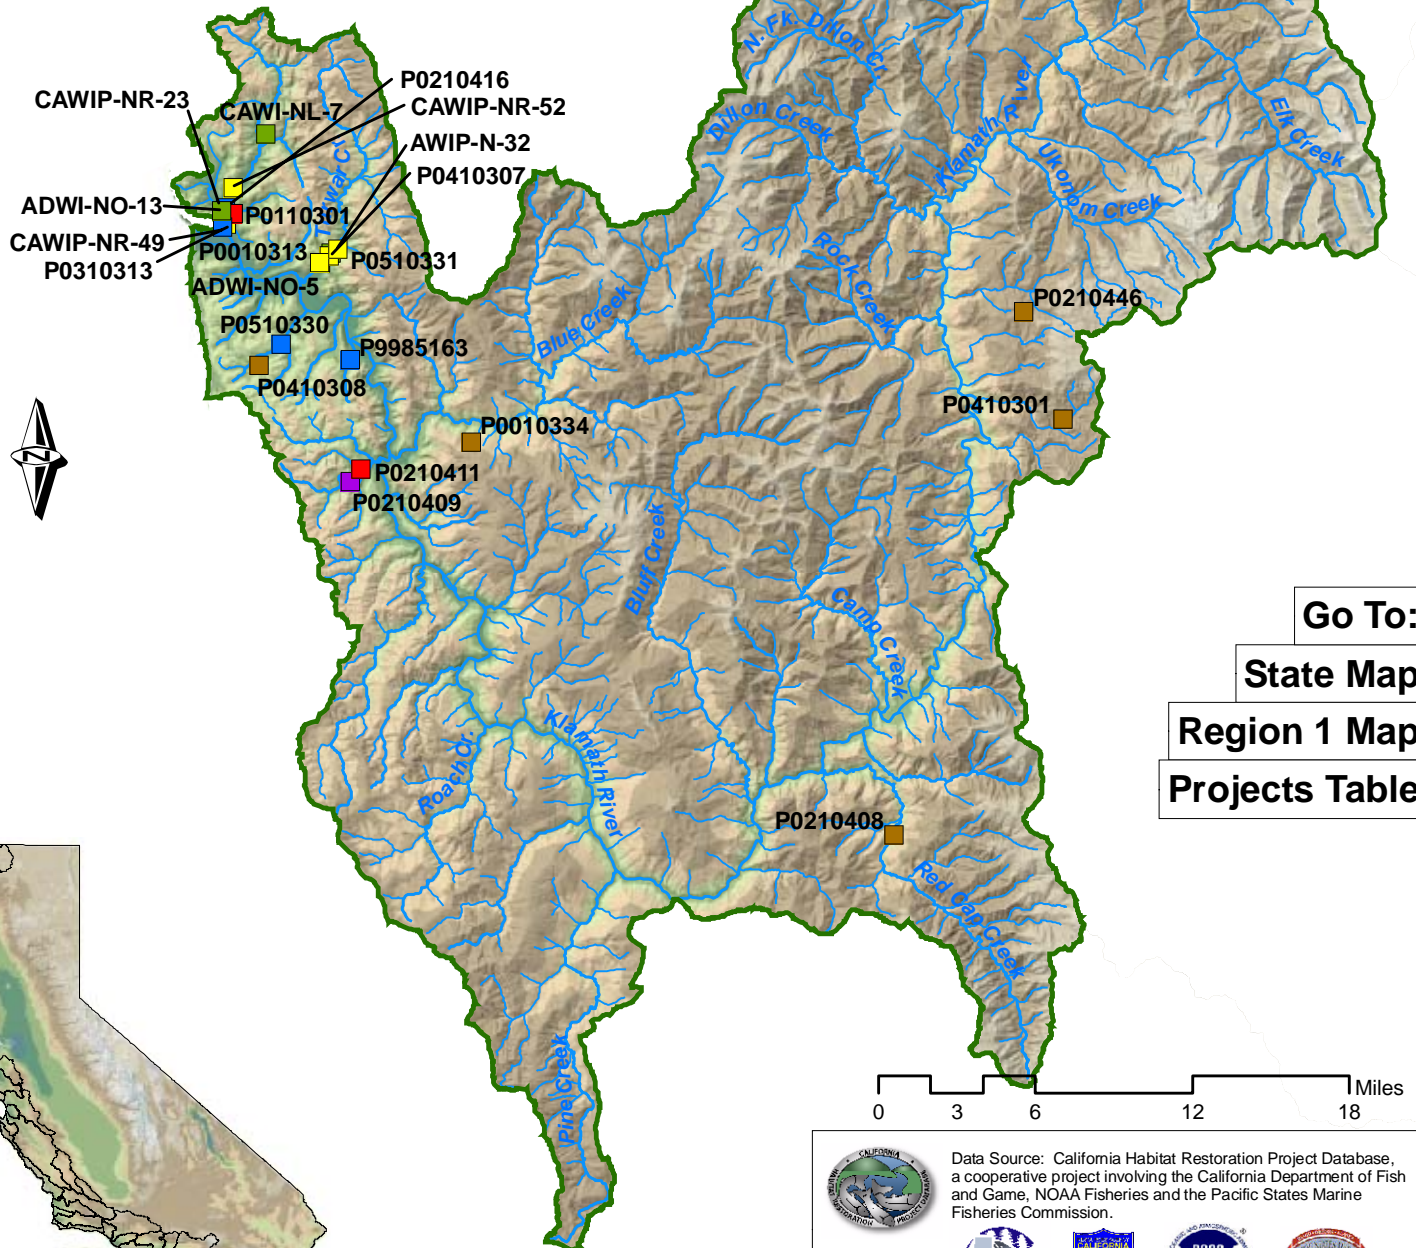 N. Fk. Dillon Cr.
Dillon Creek
Klamath River
Elk Creek
Ukonom Creek
P0210416
CAWIP-NR-23
CAWI-NL-7
CAWIP-NR-52
AWIP-N-32
P0410307
ADWI-NO-13
P0110301
CAWIP-NR-49
P0010313
P0310313
P0510331
ADWI-NO-5
Rock Creek
P0210446
Blue Creek
P0510330
P9985163
P0410308
P0410301
P0010334
N
P0210411
P0210409
Bluff Creek
Camp Creek
Go To:
State Map
Region 1 Map
Projects Table
Klamath River
Roach Cr.
P0210408
Red Cap Creek
Pine Creek
Miles
0 3 6 12 18
Data Source: California Habitat Restoration Project Database,
a cooperative project involving the California Department of Fish
and Game, NOAA Fisheries and the Pacific States Marine
Fisheries Commission.
CALIFORNIA
CALIFORNIA